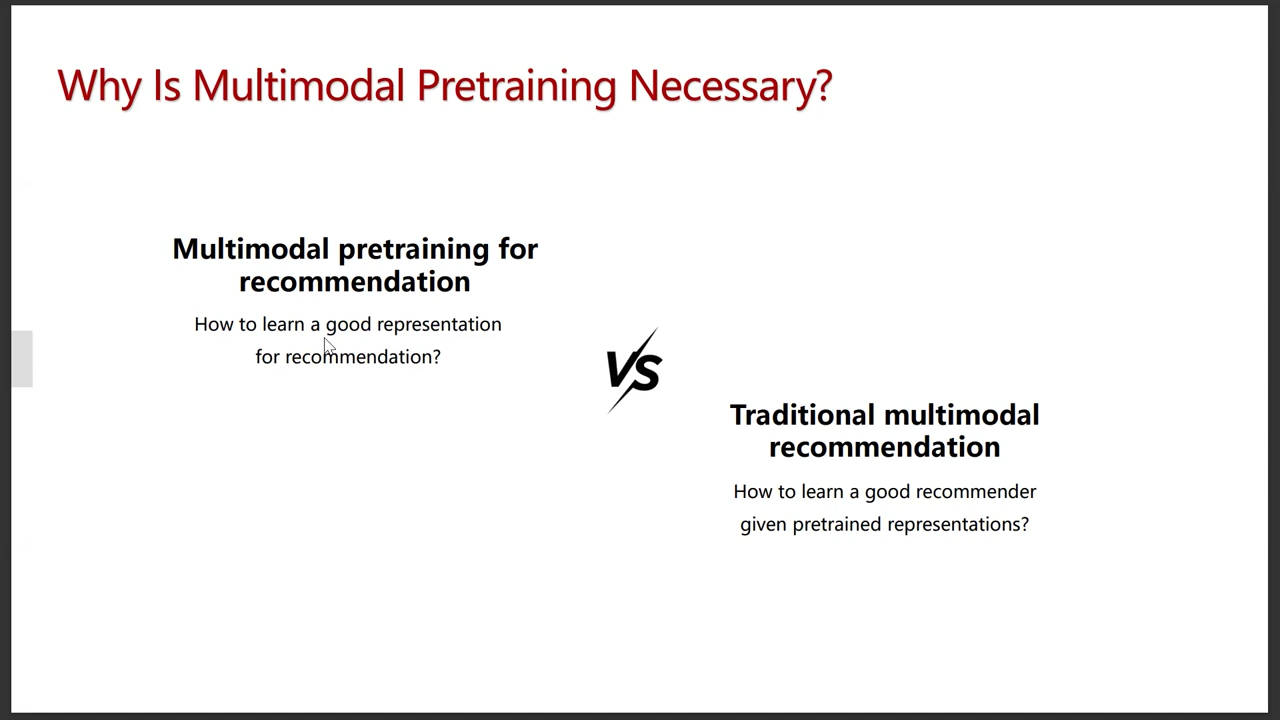 Why Is Multimodal Pretraining Necessary?
Multimodal pretraining for
recommendation
How to learn a good representation
for recommendation?
VS
Traditional multimodal
recommendation
How to learn a good recommender
given pretrained representations?